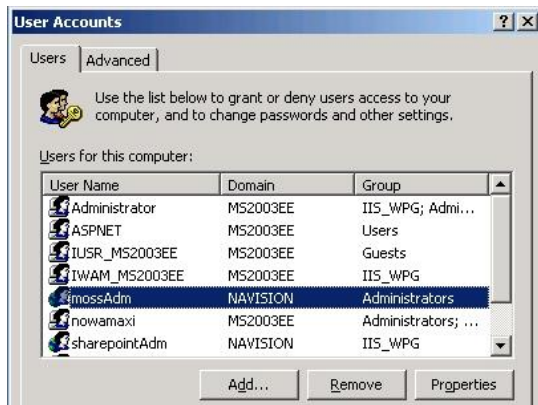 User Accounts
Users Advanced
Use the list below to grant or deny users access to your
computer, and to change passwords and other settings.
Users for this computer:
User Name Domain Group
Administrator MS2003EE IIS_WPG; Admi...
ASPNET MS2003EE Users
IUSR_MS2003EE MS2003EE Guests
IWAM_MS2003EE MS2003EE IIS_WPG
mossAdm NAVISION Administrators
nowamaxi MS2003EE Administrators; ...
sharepointAdm NAVISION IIS_WPG
Add... Remove Properties